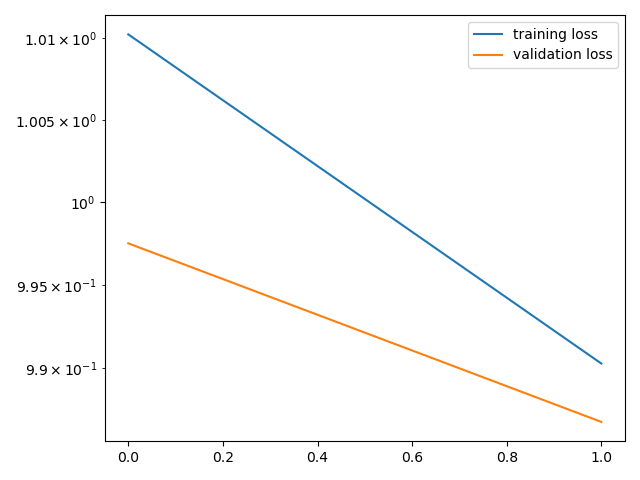 training loss
validation loss
1.01 × 10⁰
1.005 × 10⁰
10⁰
9.95 × 10⁻¹
9.9 × 10⁻¹
0.0 0.2 0.4 0.6 0.8 1.0